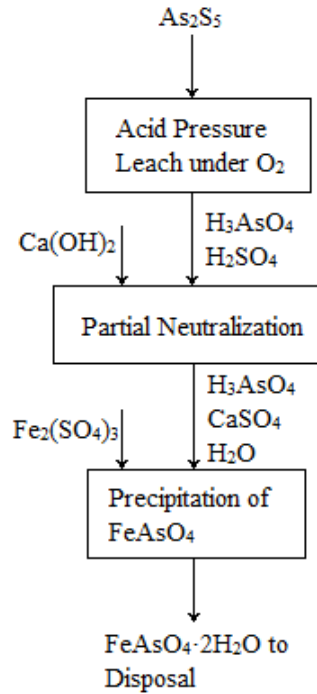 As₂S₅
Acid Pressure
Leach under O₂
Ca(OH)₂
H₃AsO₄
H₂SO₄
Partial Neutralization
Fe₂(SO₄)₃
H₃AsO₄
CaSO₄
H₂O
Precipitation of
FeAsO₄
FeAsO₄·2H₂O to
Disposal